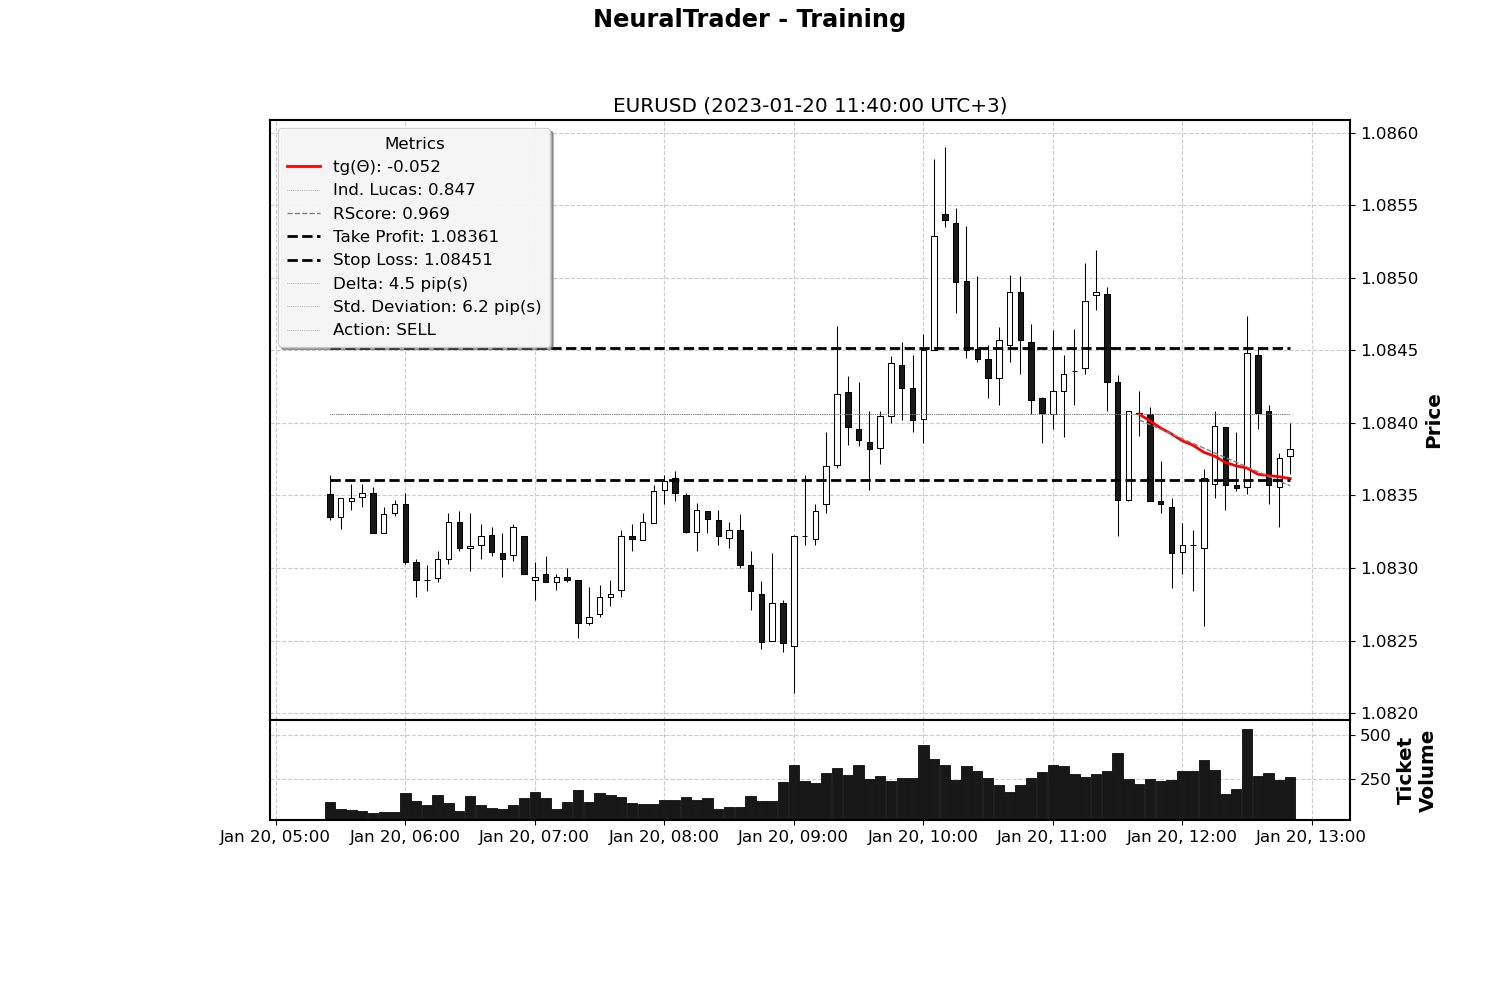 NeuralTrader - Training
EURUSD (2023-01-20 11:40:00 UTC+3)
Metrics
tg(Θ): -0.052
Ind. Lucas: 0.847
RScore: 0.969
Take Profit: 1.08361
Stop Loss: 1.08451
Delta: 4.5 pip(s)
Std. Deviation: 6.2 pip(s)
Action: SELL
1.0860
1.0855
1.0850
1.0845
1.0840
1.0835
1.0830
1.0825
1.0820
Price
500
250
Ticket
Volume
Jan 20, 05:00
Jan 20, 06:00
Jan 20, 07:00
Jan 20, 08:00
Jan 20, 09:00
Jan 20, 10:00
Jan 20, 11:00
Jan 20, 12:00
Jan 20, 13:00